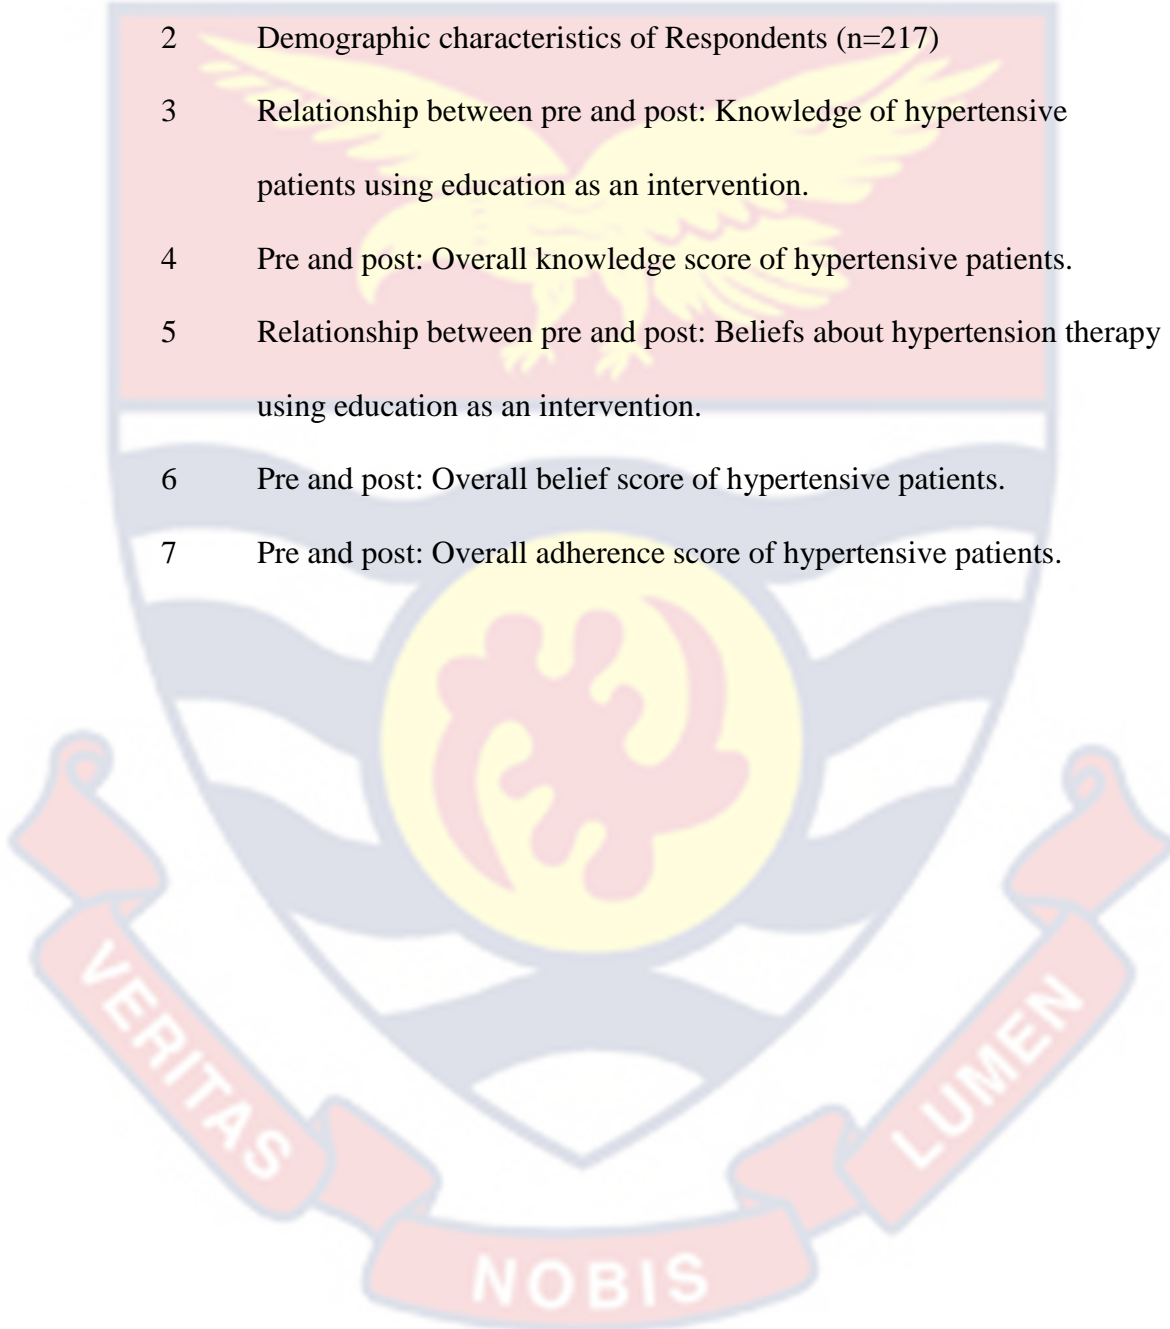 2 Demographic characteristics of Respondents (n=217)
3 Relationship between pre and post: Knowledge of hypertensive
patients using education as an intervention.
4 Pre and post: Overall knowledge score of hypertensive patients.
5 Relationship between pre and post: Beliefs about hypertension therapy
using education as an intervention.
6 Pre and post: Overall belief score of hypertensive patients.
7 Pre and post: Overall adherence score of hypertensive patients.
VERITAS
NOBIS
LUMEN